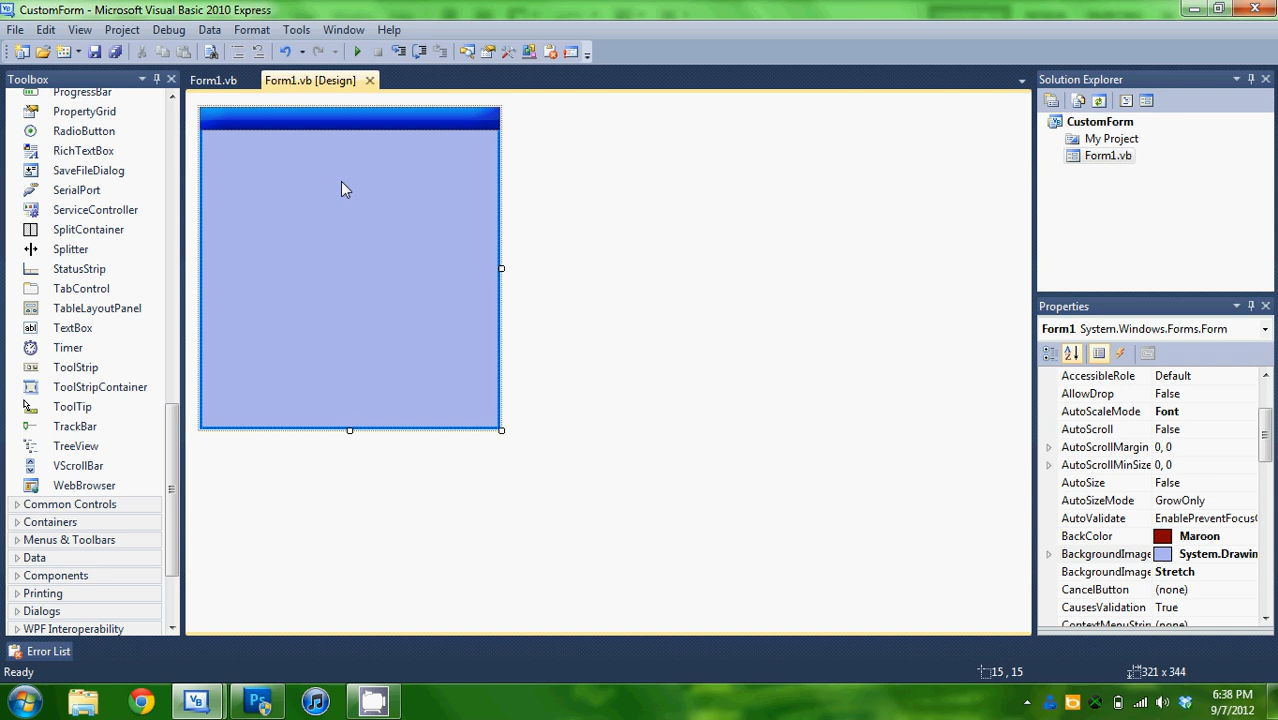 CustomForm - Microsoft Visual Basic 2010 Express
File Edit View Project Debug Data Format Tools Window Help
Toolbox
ProgressBar
PropertyGrid
RadioButton
RichTextBox
SaveFileDialog
SerialPort
ServiceController
SplitContainer
Splitter
StatusStrip
TabControl
TableLayoutPanel
TextBox
Timer
ToolStrip
ToolStripContainer
ToolTip
TrackBar
TreeView
VScrollBar
WebBrowser
Common Controls
Containers
Menus & Toolbars
Data
Components
Printing
Dialogs
WPF Interoperability
Form1.vb Form1.vb [Design]
Solution Explorer
CustomForm
My Project
Form1.vb
Properties
Form1 System.Windows.Forms.Form
AccessibleRole Default
AllowDrop False
AutoScaleMode Font
AutoScroll False
AutoScrollMargin 0, 0
AutoScrollMinSize 0, 0
AutoSize False
AutoSizeMode GrowOnly
AutoValidate EnablePreventFocusC
BackColor Maroon
BackgroundImage System.Drawin
BackgroundImage Stretch
CancelButton (none)
CausesValidation True
ContextMenuStrip (none)
Error List
Ready 15 , 15 321 x 344
6:38 PM
9/7/2012